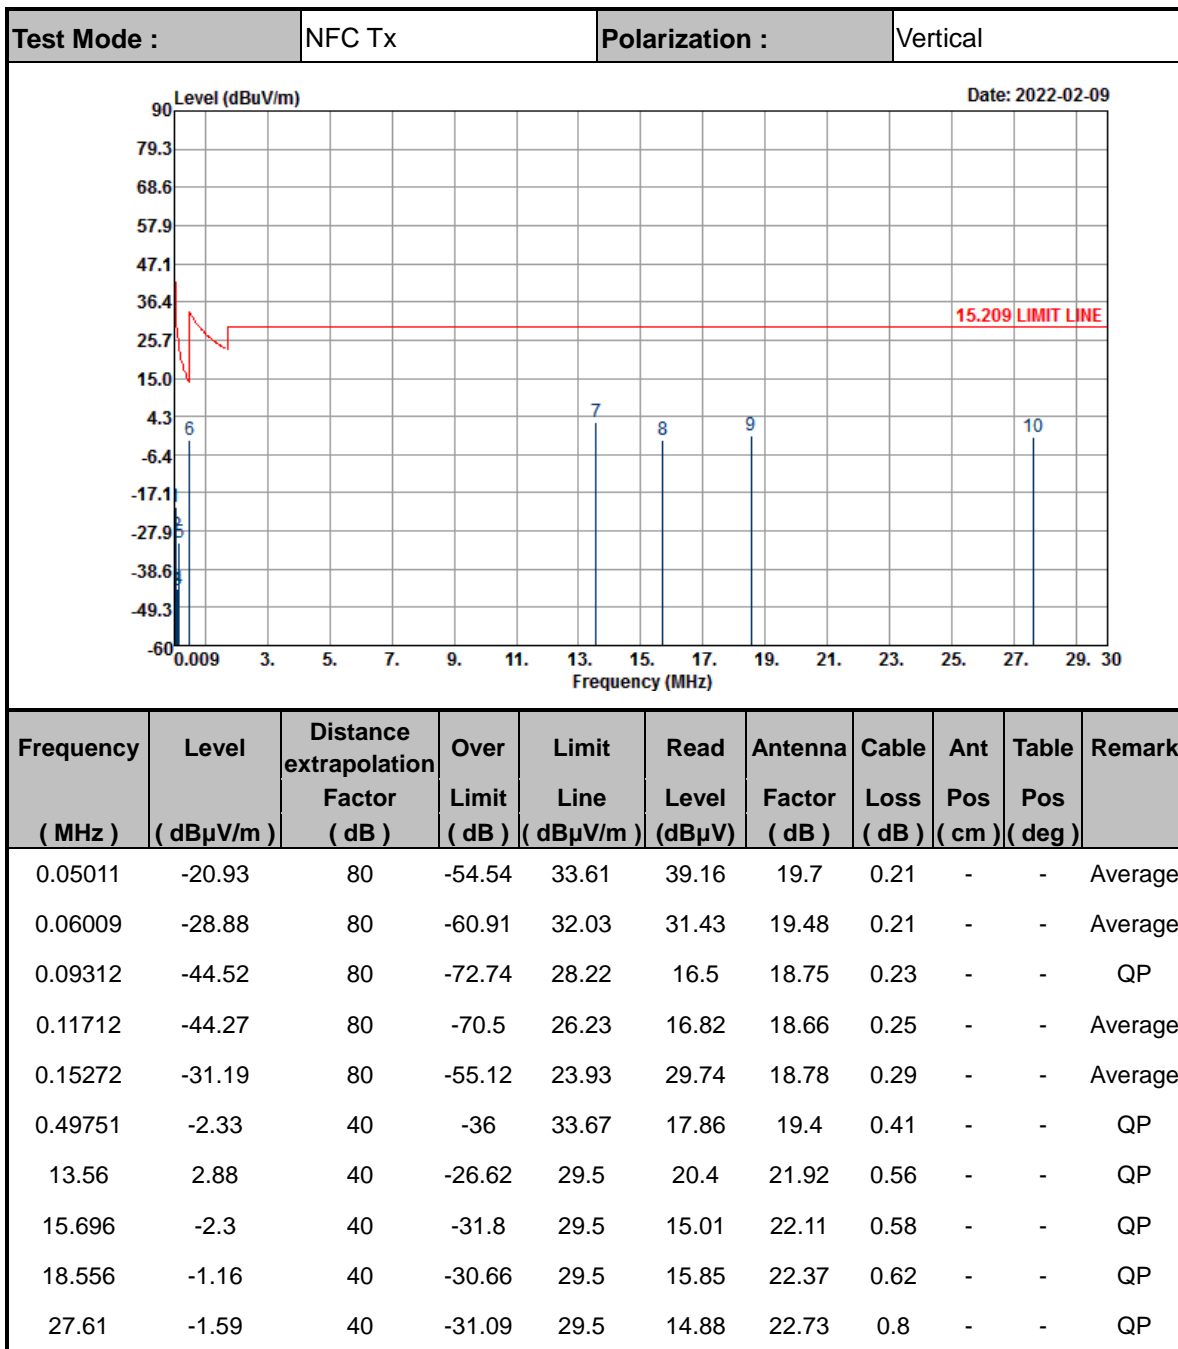 Test Mode : NFC Tx Polarization : Vertical
Level (dBuV/m) Date: 2022-02-09
90
79.3
68.6
57.9
47.1
36.4
15.209 LIMIT LINE
25.7
15.0
4.3
7
6 8 9 10
-6.4
-17.1
-27.9
-38.6
-49.3
-60
0.009 3. 5. 7. 9. 11. 13. 15. 17. 19. 21. 23. 25. 27. 29. 30
Frequency (MHz)
Frequency Level Distance extrapolation Over Limit Read Antenna Cable Ant Table Remark
Factor Limit Line Level Factor Loss Pos Pos
( MHz ) ( dBµV/m ) ( dB ) ( dB ) ( dBµV/m ) (dBµV) ( dB ) ( dB ) ( cm ) ( deg )
0.05011 -20.93 80 -54.54 33.61 39.16 19.7 0.21 - - Average
0.06009 -28.88 80 -60.91 32.03 31.43 19.48 0.21 - - Average
0.09312 -44.52 80 -72.74 28.22 16.5 18.75 0.23 - - QP
0.11712 -44.27 80 -70.5 26.23 16.82 18.66 0.25 - - Average
0.15272 -31.19 80 -55.12 23.93 29.74 18.78 0.29 - - Average
0.49751 -2.33 40 -36 33.67 17.86 19.4 0.41 - - QP
13.56 2.88 40 -26.62 29.5 20.4 21.92 0.56 - - QP
15.696 -2.3 40 -31.8 29.5 15.01 22.11 0.58 - - QP
18.556 -1.16 40 -30.66 29.5 15.85 22.37 0.62 - - QP
27.61 -1.59 40 -31.09 29.5 14.88 22.73 0.8 - - QP